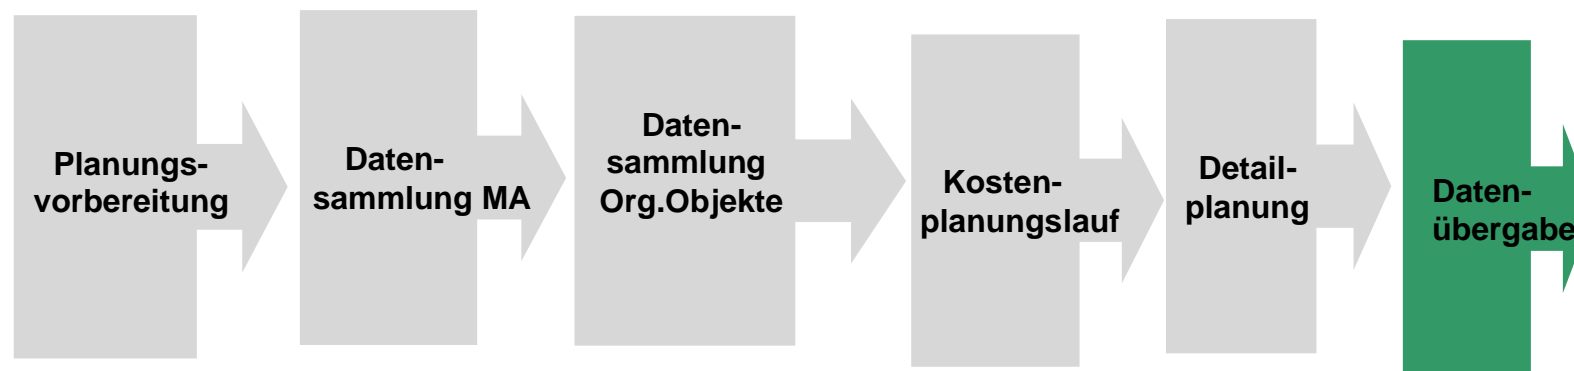 Planungs-
vorbereitung
Daten-
sammlung MA
Daten-
sammlung
Org.Objekte
Kosten-
planungslauf
Detail-
planung
Daten-
übergabe